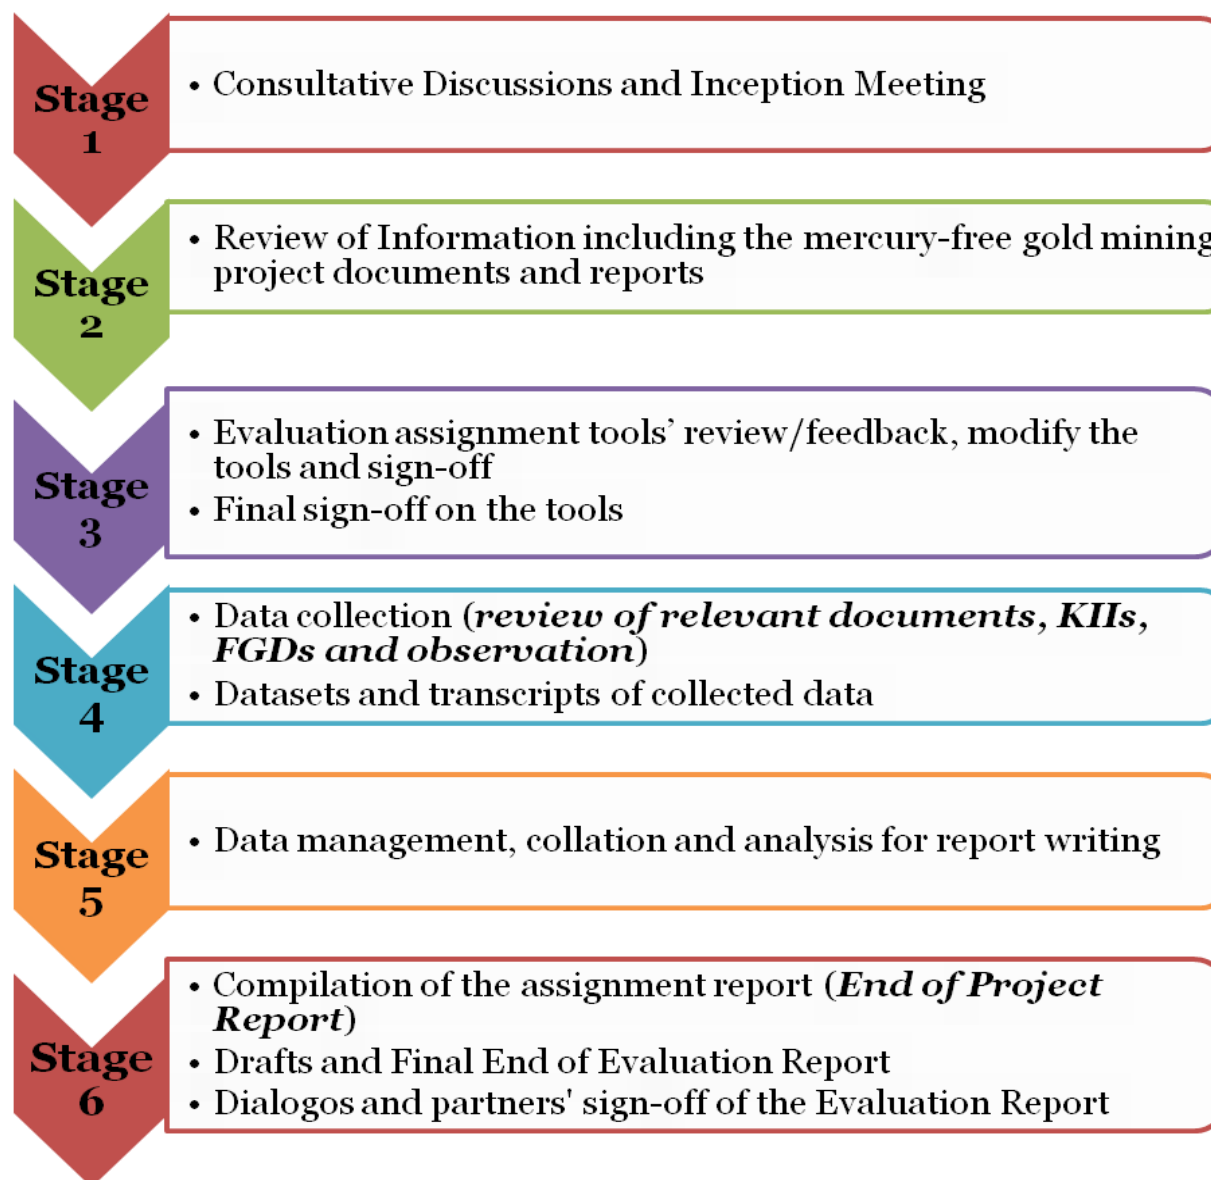 Stage
1
• Consultative Discussions and Inception Meeting
Stage
2
• Review of Information including the mercury-free gold mining
project documents and reports
Stage
3
• Evaluation assignment tools’ review/feedback, modify the
tools and sign-off
• Final sign-off on the tools
Stage
4
• Data collection (review of relevant documents, KIIs,
FGDs and observation)
• Datasets and transcripts of collected data
Stage
5
• Data management, collation and analysis for report writing
Stage
6
• Compilation of the assignment report (End of Project
Report)
• Drafts and Final End of Evaluation Report
• Dialogos and partners' sign-off of the Evaluation Report